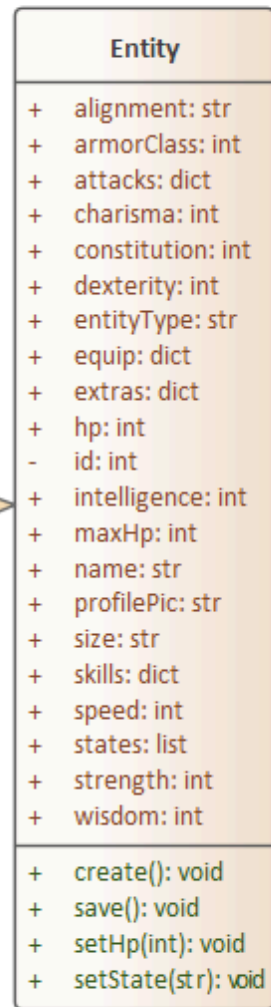 Entity
+ alignment: str
+ armorClass: int
+ attacks: dict
+ charisma: int
+ constitution: int
+ dexterity: int
+ entityType: str
+ equip: dict
+ extras: dict
+ hp: int
- id: int
+ intelligence: int
+ maxHp: int
+ name: str
+ profilePic: str
+ size: str
+ skills: dict
+ speed: int
+ states: list
+ strength: int
+ wisdom: int
+ create(): void
+ save(): void
+ setHp(int): void
+ setState(str): void